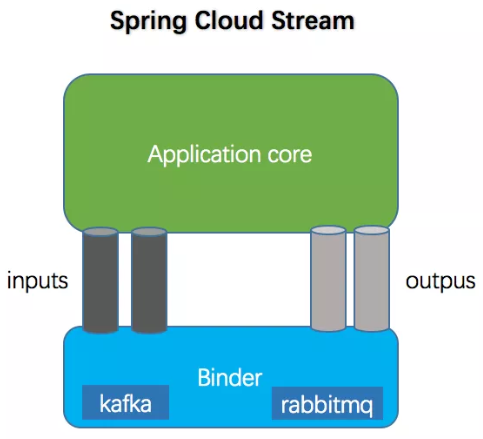 Spring Cloud Stream
Application core
inputs
outpus
Binder
kafka
rabbitmq